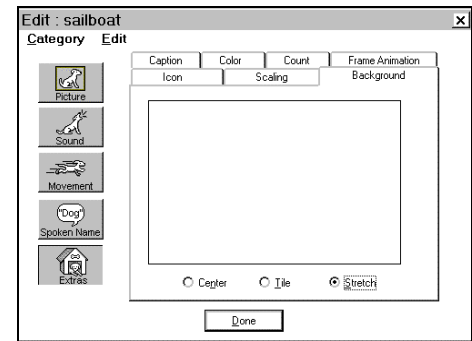 Edit : sailboat
Category Edit
Caption Color Count Frame Animation
Icon Scaling Background
Picture
Sound
Movement
"Dog"
Spoken Name
Extras
Center Tile Stretch
Done